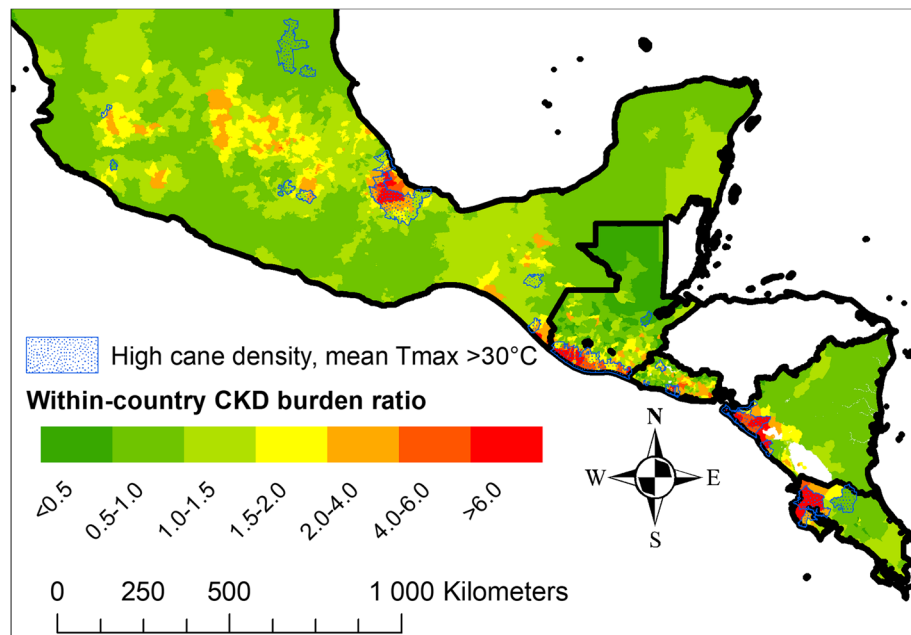 High cane density, mean Tmax >30°C
Within-country CKD burden ratio
<0.5
0.5-1.0
1.0-1.5
1.5-2.0
2.0-4.0
4.0-6.0
>6.0
N
W
E
S
0 250 500 1 000 Kilometers